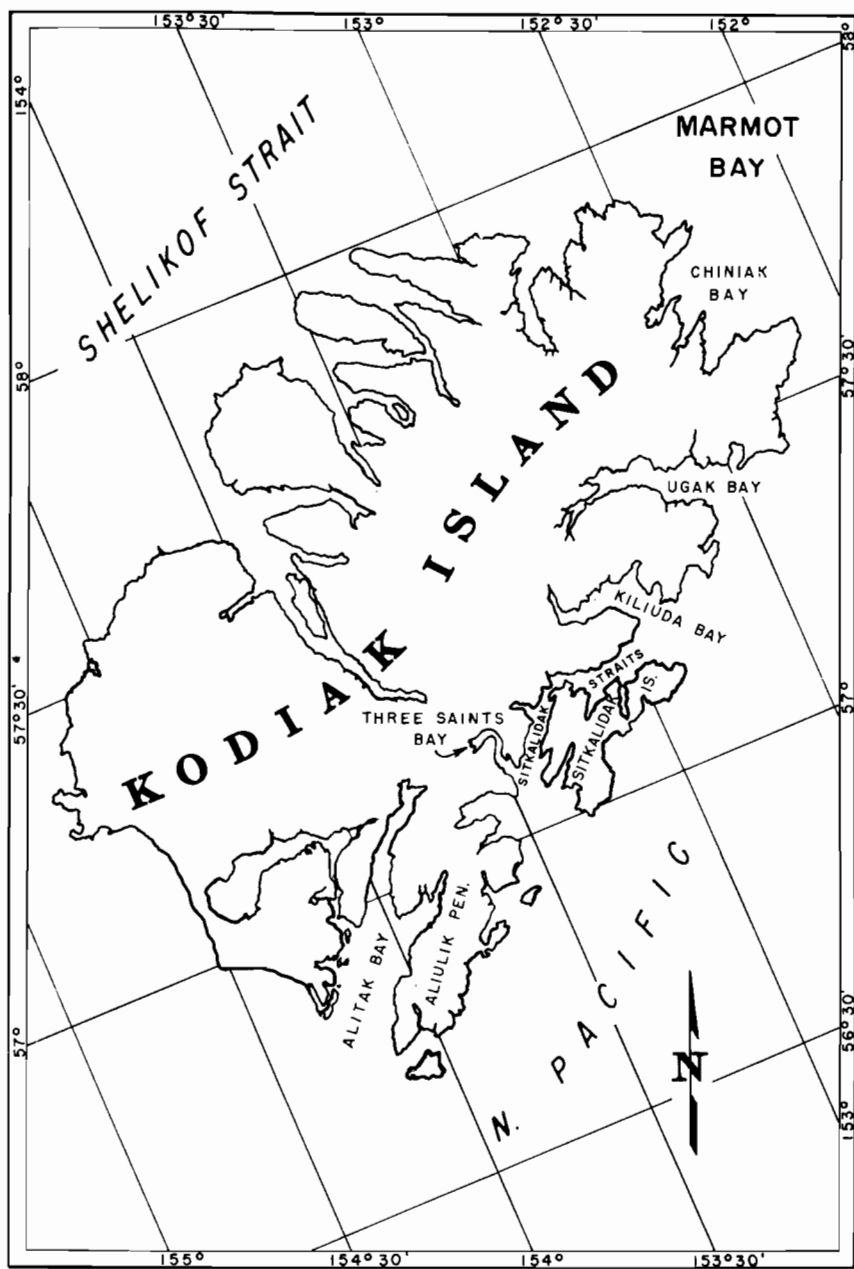 153°30'
153°
152°30'
152°
58°
154°
MARMOT
BAY
SHELIKOF STRAIT
CHINIAK
BAY
58°
57°30'
KODIAK ISLAND
UGAK BAY
KILIUDA BAY
STRAITS
SITKALIDAK
SITKALIDAK IS.
57°
57°30'
THREE SAINTS
BAY
ALITAK BAY
ALIULIK PEN.
N. PACIFIC
57°
56°30'
N
153°
155°
154°30'
154°
153°30'